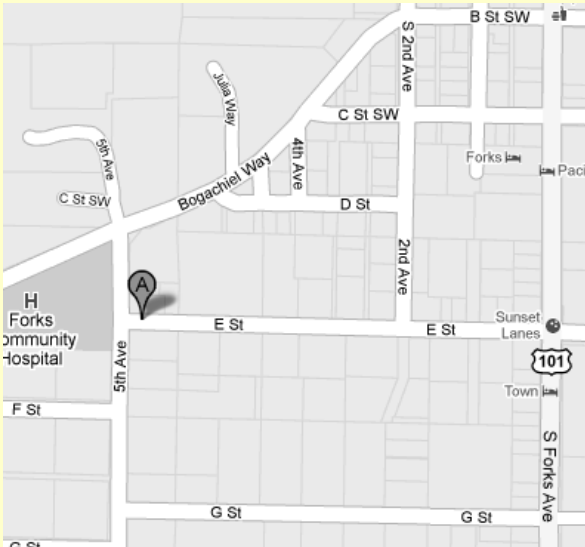 B St SW
S 2nd Ave
Julia Way
C St SW
5th Ave
4th Ave
Forks
Paci
Bogachiel Way
C St SW
D St
2nd Ave
A
H
Forks
ommunity
Hospital
E St
E St
Sunset
Lanes
101
5th Ave
Town
F St
S Forks Ave
G St
G St
G St